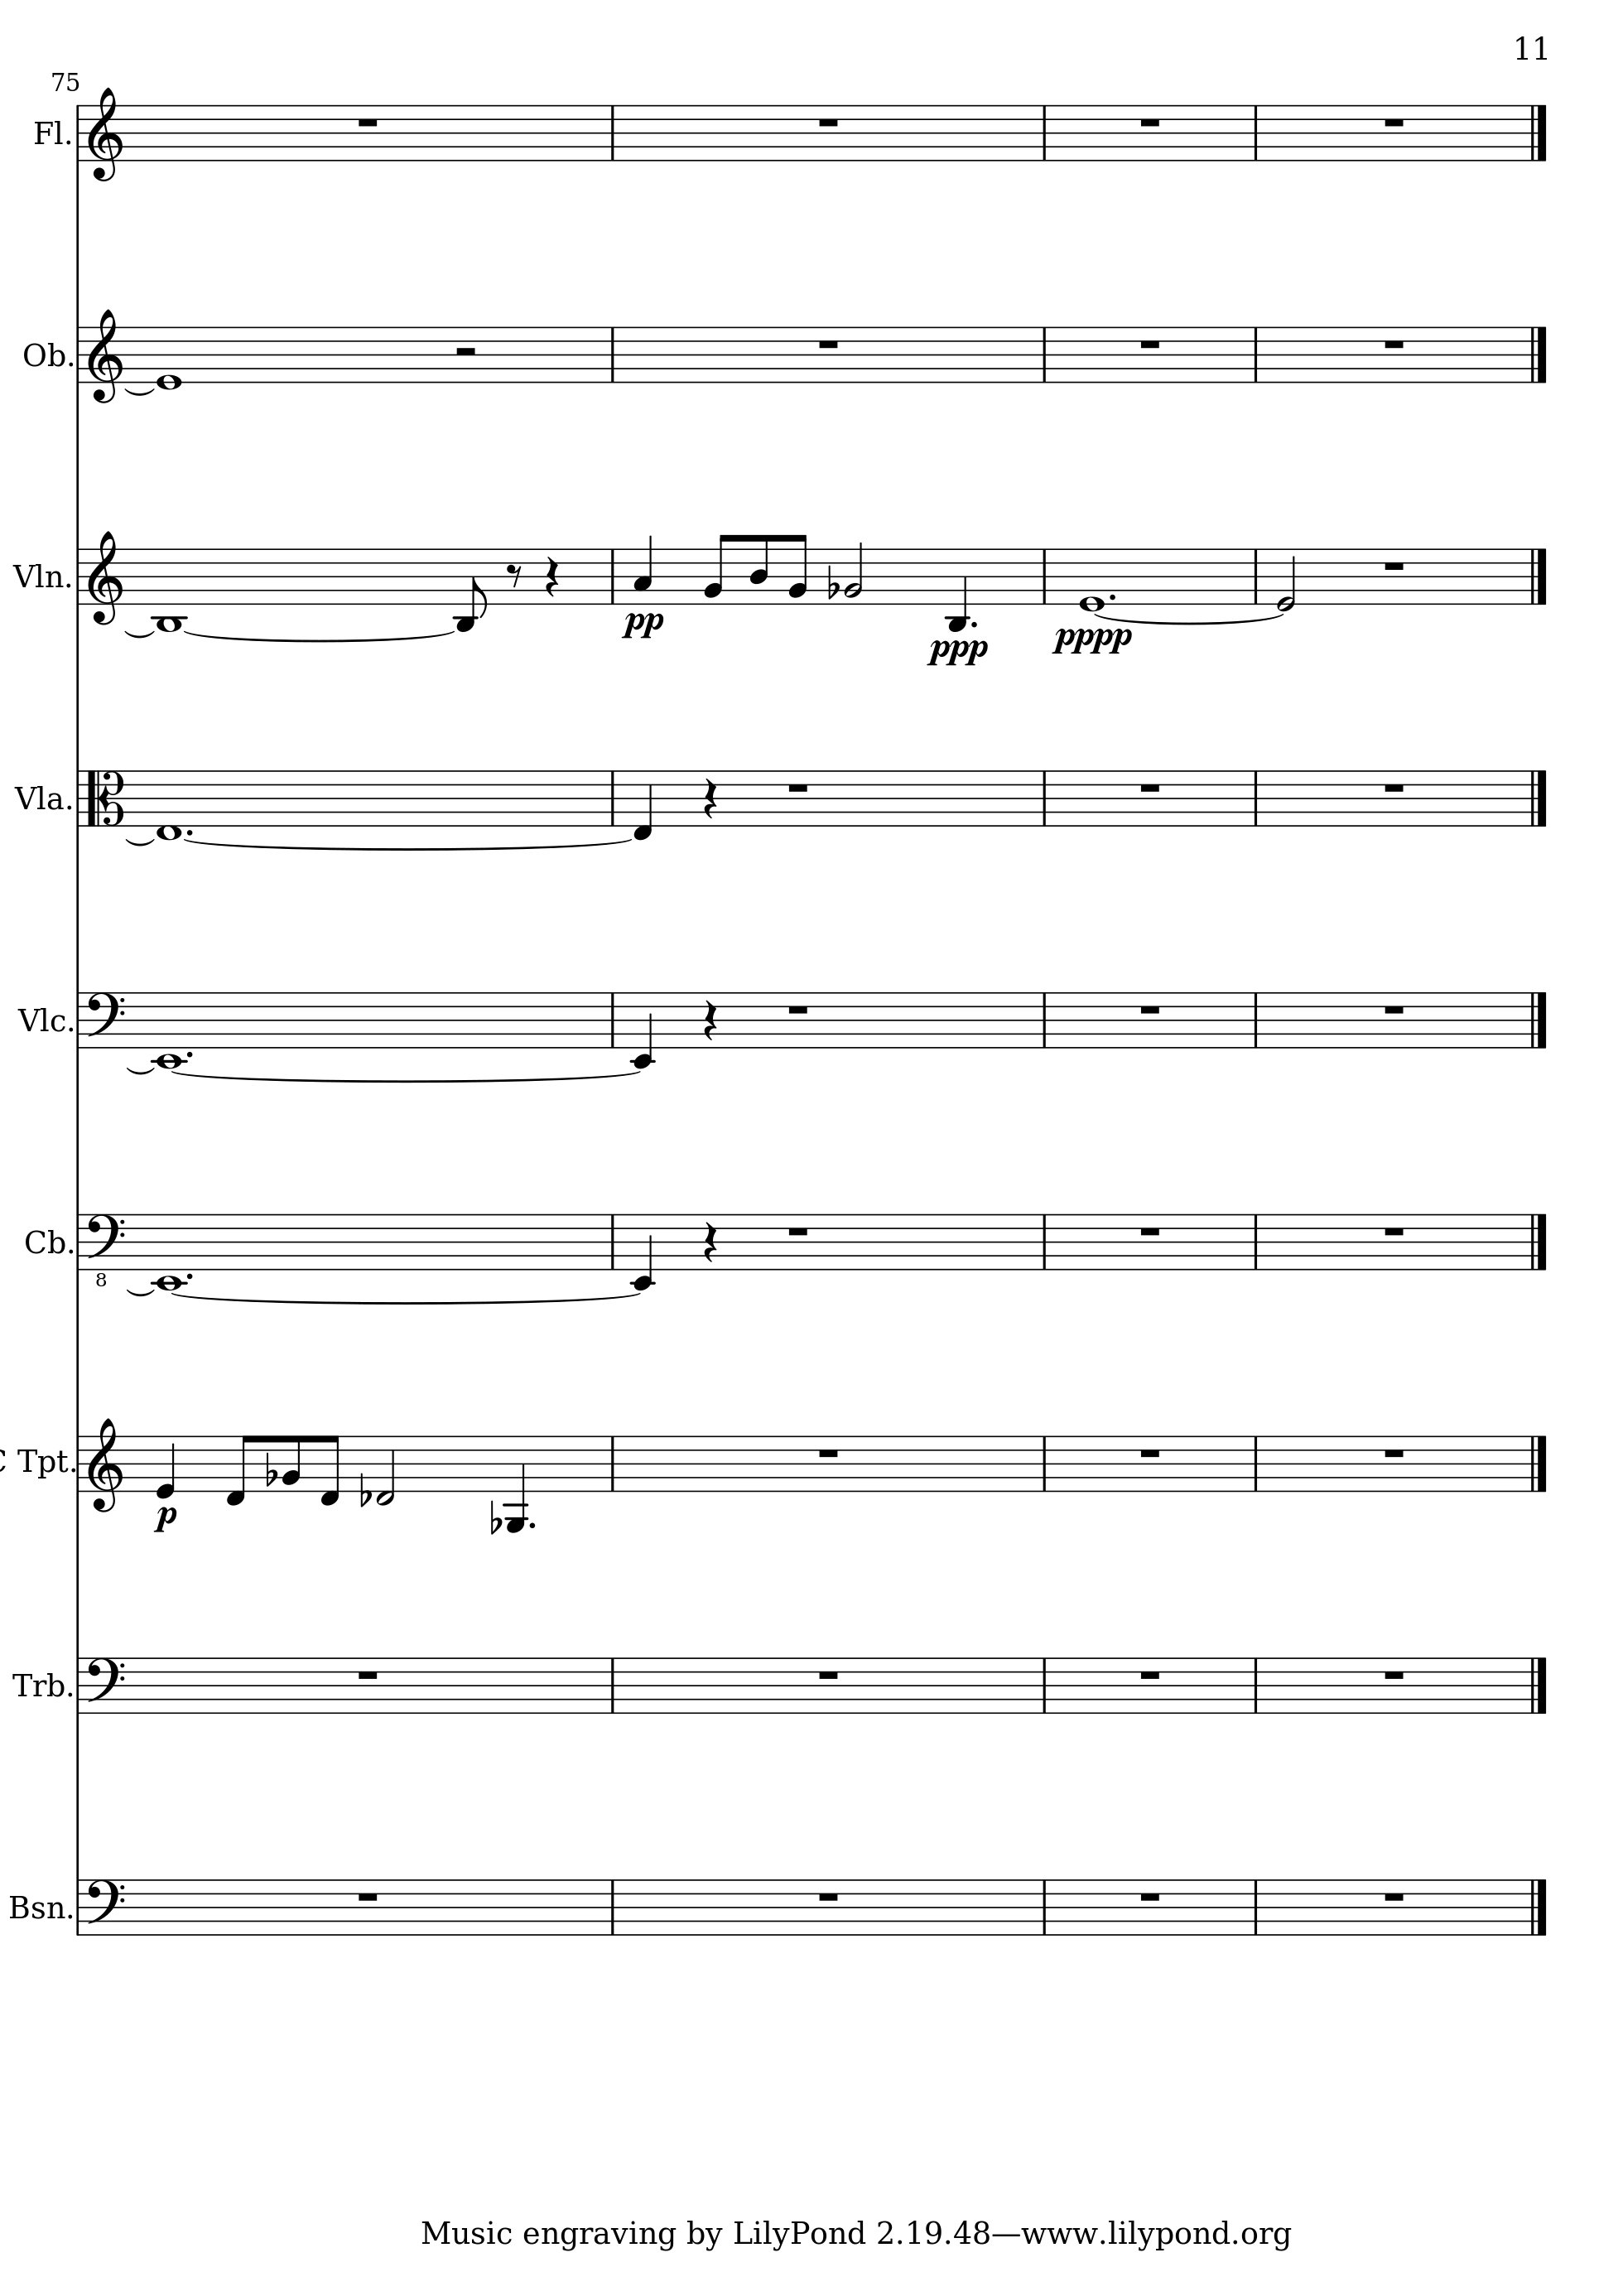 11
75
Fl.
Ob.
Vln.
pp
ppp
pppp
Vla.
Vlc.
Cb.
8
C Tpt.
p
Trb.
Bsn.
Music engraving by LilyPond 2.19.48—www.lilypond.org